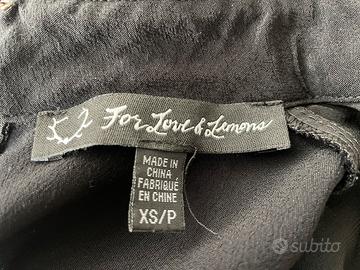 For Love & Lemons
MADE IN
CHINA
FABRIQUÉ
EN CHINE
XS/P
subito